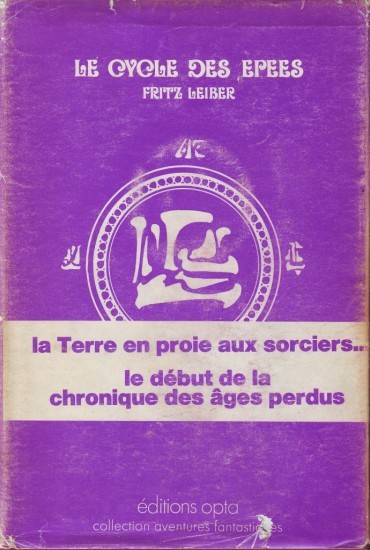 LE CYCLE DES EPEES
FRITZ LEIBER
la Terre en proie aux sorciers...
le début de la
chronique des âges perdus
éditions opta
collection aventures fantastiques